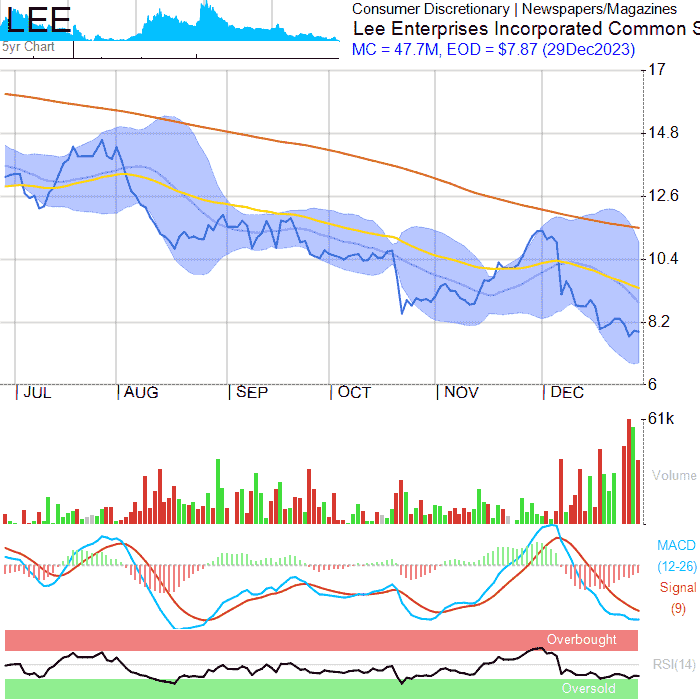 LEE
5yr Chart
Consumer Discretionary | Newspapers/Magazines
Lee Enterprises Incorporated Common S
MC = 47.7M, EOD = $7.87 (29Dec2023)
17
14.8
12.6
10.4
8.2
6
JUL AUG SEP OCT NOV DEC
61k
Volume
MACD
(12-26)
Signal
(9)
Overbought
RSI(14)
Oversold